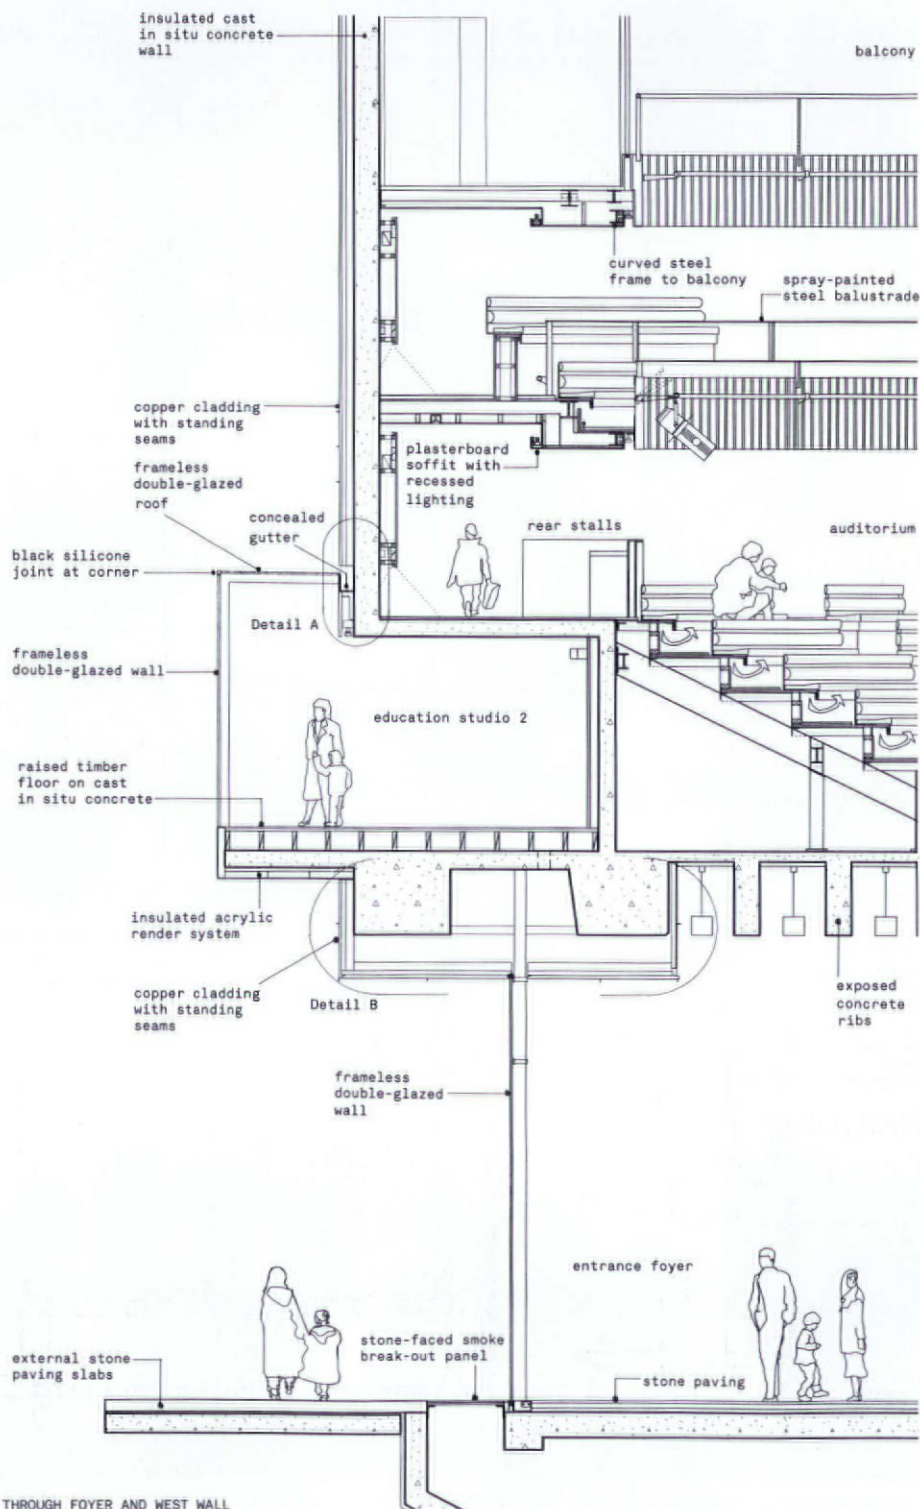 insulated cast
in situ concrete
wall
balcony
curved steel
frame to balcony
spray-painted
steel balustrade
copper cladding
with standing
seams
plasterboard
soffit with
recessed
lighting
frameless
double-glazed
roof
concealed
gutter
rear stalls
auditorium
black silicone
joint at corner
Detail A
frameless
double-glazed wall
education studio 2
raised timber
floor on cast
in situ concrete
insulated acrylic
render system
copper cladding
with standing
seams
Detail B
exposed
concrete
ribs
frameless
double-glazed
wall
entrance foyer
external stone
paving slabs
stone-faced smoke
break-out panel
stone paving
THROUGH FOYER AND WEST WALL